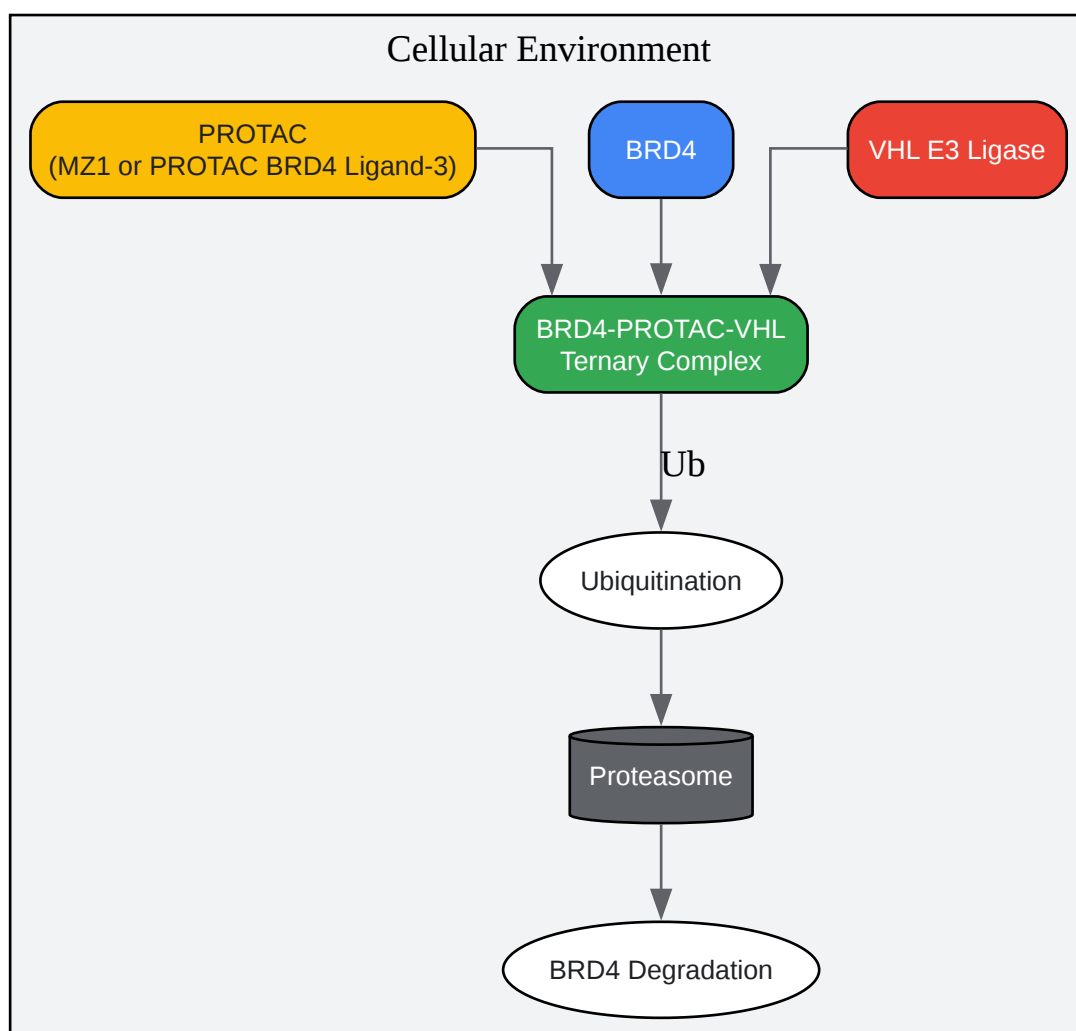 Cellular Environment
PROTAC
(MZ1 or PROTAC BRD4 Ligand-3)
BRD4
VHL E3 Ligase
BRD4-PROTAC-VHL
Ternary Complex
Ub
Ubiquitination
Proteasome
BRD4 Degradation